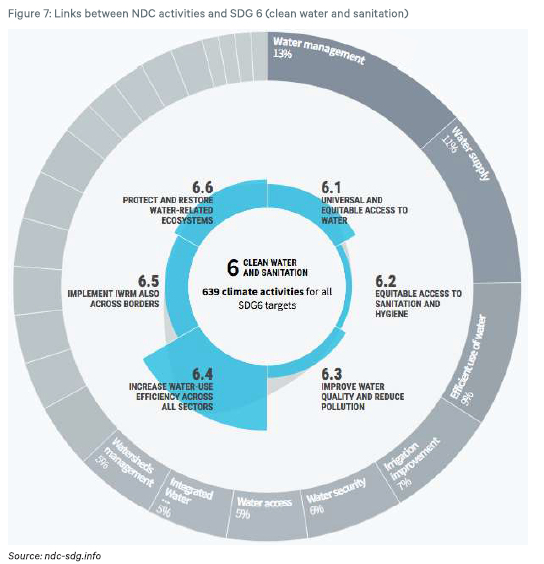 Figure 7: Links between NDC activities and SDG 6 (clean water and sanitation)
Water management
13%
Water supply
11%
Efficient use of water
9%
Irrigation
improvement
7%
Water security
6%
Water access
5%
Integrated
Water
...
5%
Watersheds
management
5%
6.6
PROTECT AND RESTORE
WATER-RELATED
ECOSYSTEMS
6.1
UNIVERSAL AND
EQUITABLE ACCESS TO
WATER
6 CLEAN WATER
AND SANITATION
639 climate activities for all
SDG6 targets
6.5
IMPLEMENT IWRM ALSO
ACROSS BORDERS
6.2
EQUITABLE ACCESS TO
SANITATION AND
HYGIENE
6.4
INCREASE WATER-USE
EFFICIENCY ACROSS
ALL SECTORS
6.3
IMPROVE WATER
QUALITY AND REDUCE
POLLUTION
Source: ndc-sdg.info